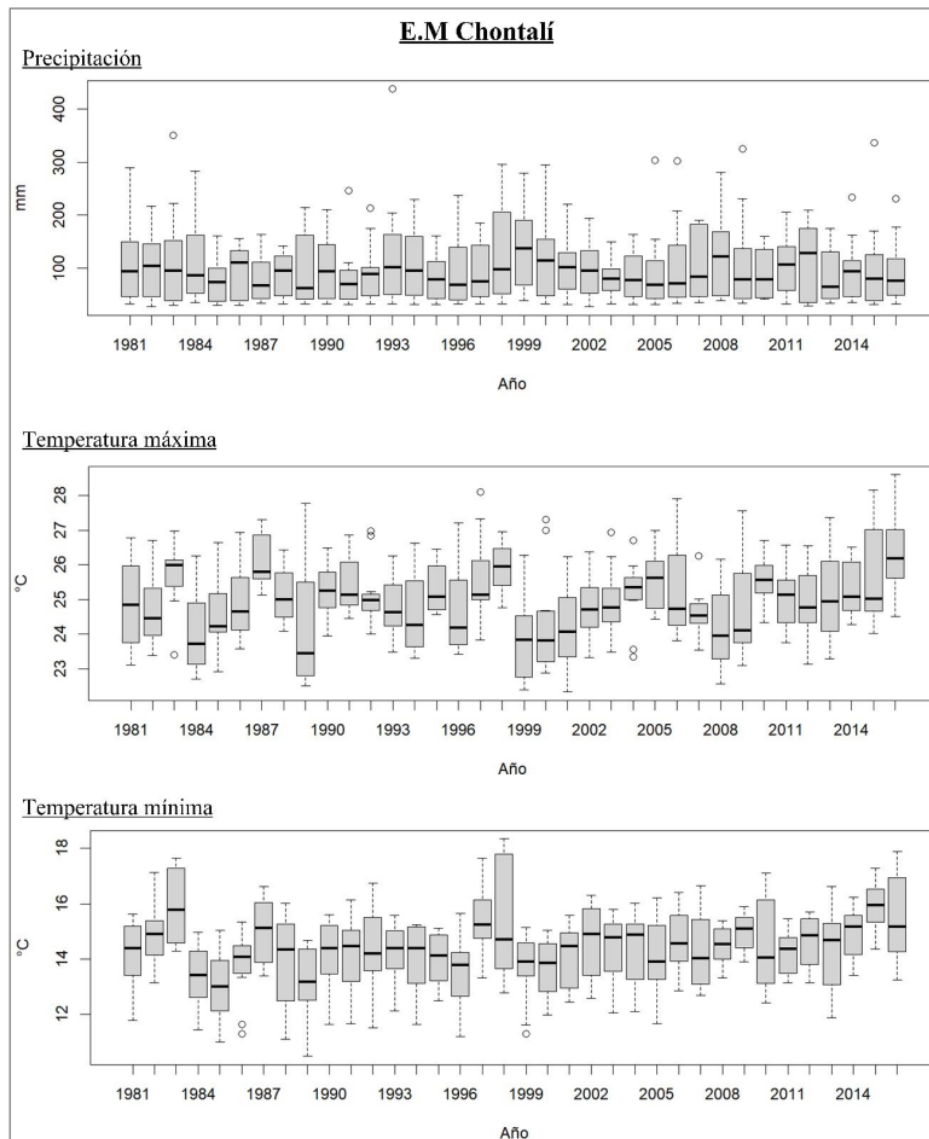 E.M Chontalí
Precipitación
400
300
200
100
mm
1981 1984 1987 1990 1993 1996 1999 2002 2005 2008 2011 2014
Año
Temperatura máxima
28
27
26
25
24
23
°C
1981 1984 1987 1990 1993 1996 1999 2002 2005 2008 2011 2014
Año
Temperatura mínima
18
16
14
12
°C
1981 1984 1987 1990 1993 1996 1999 2002 2005 2008 2011 2014
Año